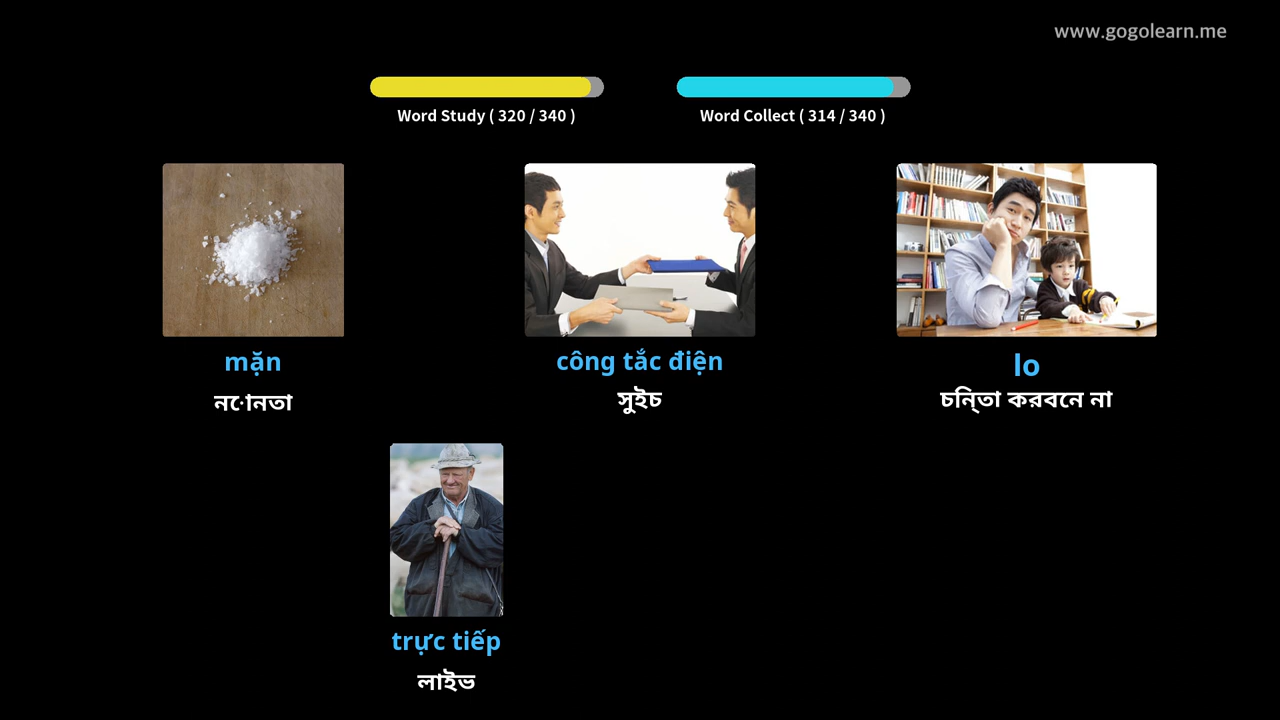 www.gogolearn.me
Word Study ( 320 / 340 )
Word Collect ( 314 / 340 )
mặn
công tắc điện
lo
নোনতা
সুইচ
চিন্তা করবেন না
trực tiếp
লাইভ